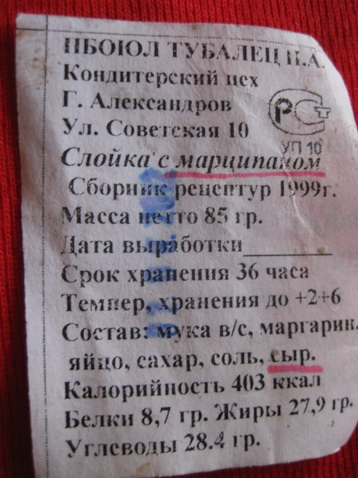 ПБОЮЛ ТУБАЛЕЦ Н.А.
Кондитерский цех
Г. Александров
Ул. Советская 10
УП 10
Слойка с марципаном
Сборник рецептур 1999г.
Масса нетто 85 гр.
Дата выработки________
Срок хранения 36 часа
Темпер, хранения до +2+6
Состав: мука в/с, маргарин,
яйцо, сахар, соль, сыр.
Калорийность 403 ккал
Белки 8,7 гр. Жиры 27,9 гр.
Углеводы 28.4 гр.